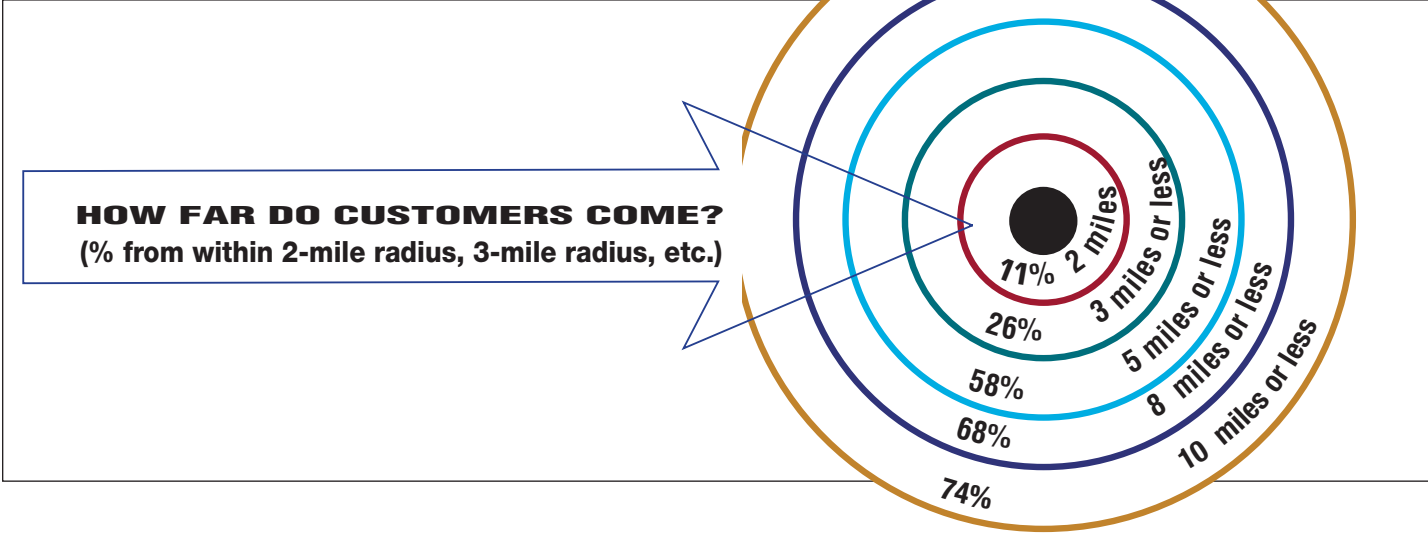 HOW FAR DO CUSTOMERS COME?
(% from within 2-mile radius, 3-mile radius, etc.)
11% 2 miles
26% 3 miles or less
58% 5 miles or less
68% 8 miles or less
74% 10 miles or less